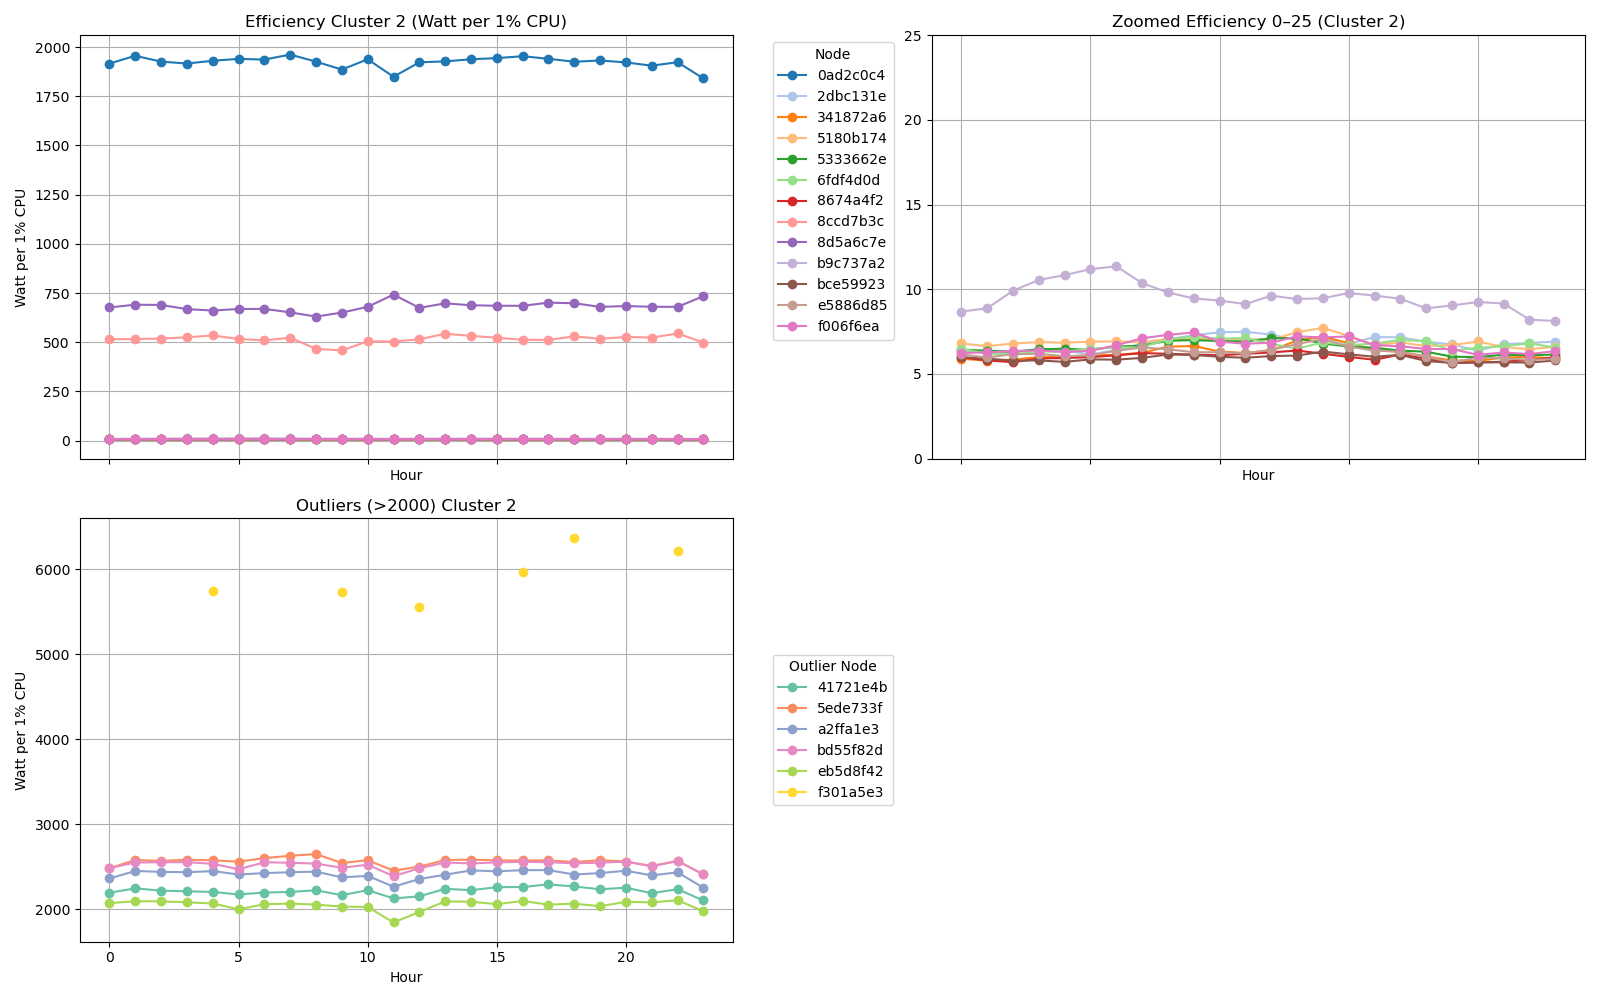 Efficiency Cluster 2 (Watt per 1% CPU)
Watt per 1% CPU
2000
1750
1500
1250
1000
750
500
250
0
Hour
Node
0ad2c0c4
2dbc131e
341872a6
5180b174
5333662e
6fdf4d0d
8674a4f2
8ccd7b3c
8d5a6c7e
b9c737a2
bce59923
e5886d85
f006f6ea
Zoomed Efficiency 0–25 (Cluster 2)
25
20
15
10
5
0
Hour
Outliers (>2000) Cluster 2
Watt per 1% CPU
6000
5000
4000
3000
2000
0 5 10 15 20
Hour
Outlier Node
41721e4b
5ede733f
a2ffa1e3
bd55f82d
eb5d8f42
f301a5e3